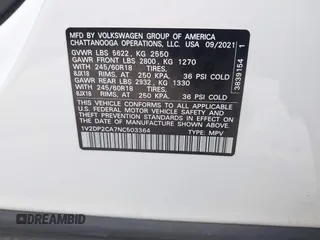 MFD BY VOLKSWAGEN GROUP OF AMERICA
CHATTANOOGA OPERATIONS, LLC. USA 09/2021
GVWR LBS 5622, KG 2550
GAWR FRONT LBS 2800, KG 1270
WITH 245/60R18 TIRES,
8JX18 RIMS, AT 250 KPA, 36 PSI COLD
GAWR REAR LBS 2932, KG 1330
WITH 245/60R18 TIRES,
8JX18 RIMS, AT 250 KPA, 36 PSI COLD
THIS VEHICLE CONFORMS TO ALL APPLICABLE
FEDERAL MOTOR VEHICLE SAFETY STANDARDS
IN EFFECT ON THE DATE OF MANUFACTURE
SHOWN ABOVE
1V2DP2CA7NC503364 TYPE: MPV
3639154 1
DREAMBID